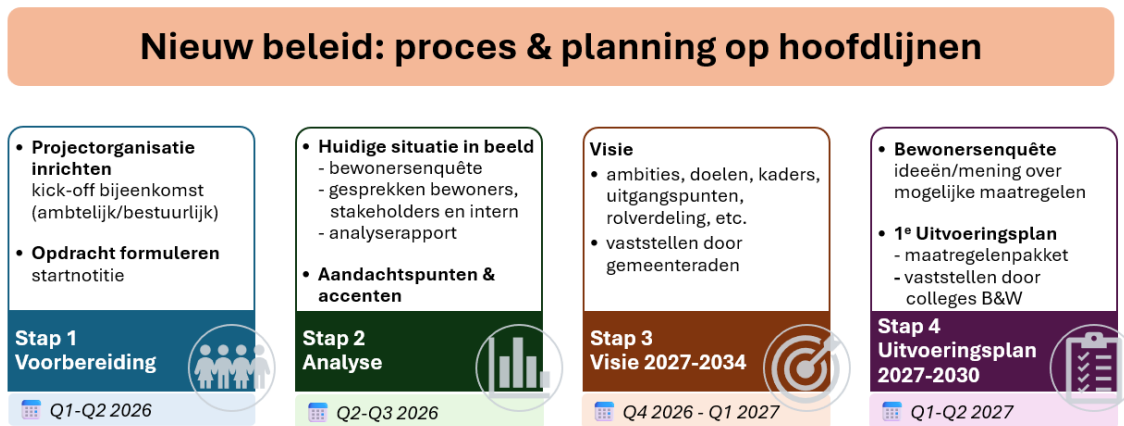 Nieuw beleid: proces & planning op hoofdlijnen
• Projectorganisatie
inrichten
kick-off bijeenkomst
(ambtelijk/bestuurlijk)
• Opdracht formuleren
startnotitie
Stap 1
Voorbereiding
Q1-Q2 2026
• Huidige situatie in beeld
- bewonersenquête
- gesprekken bewoners,
stakeholders en intern
- analyserapport
• Aandachtspunten &
accenten
Stap 2
Analyse
Q2-Q3 2026
Visie
• ambities, doelen, kaders,
uitgangspunten,
rolverdeling, etc.
• vaststellen door
gemeenteraden
Stap 3
Visie 2027-2034
Q4 2026 - Q1 2027
• Bewonersenquête
ideeën/mening over
mogelijke maatregelen
• 1e Uitvoeringsplan
- maatregelenpakket
- vaststellen door
colleges B&W
Stap 4
Uitvoeringsplan
2027-2030
Q1-Q2 2027